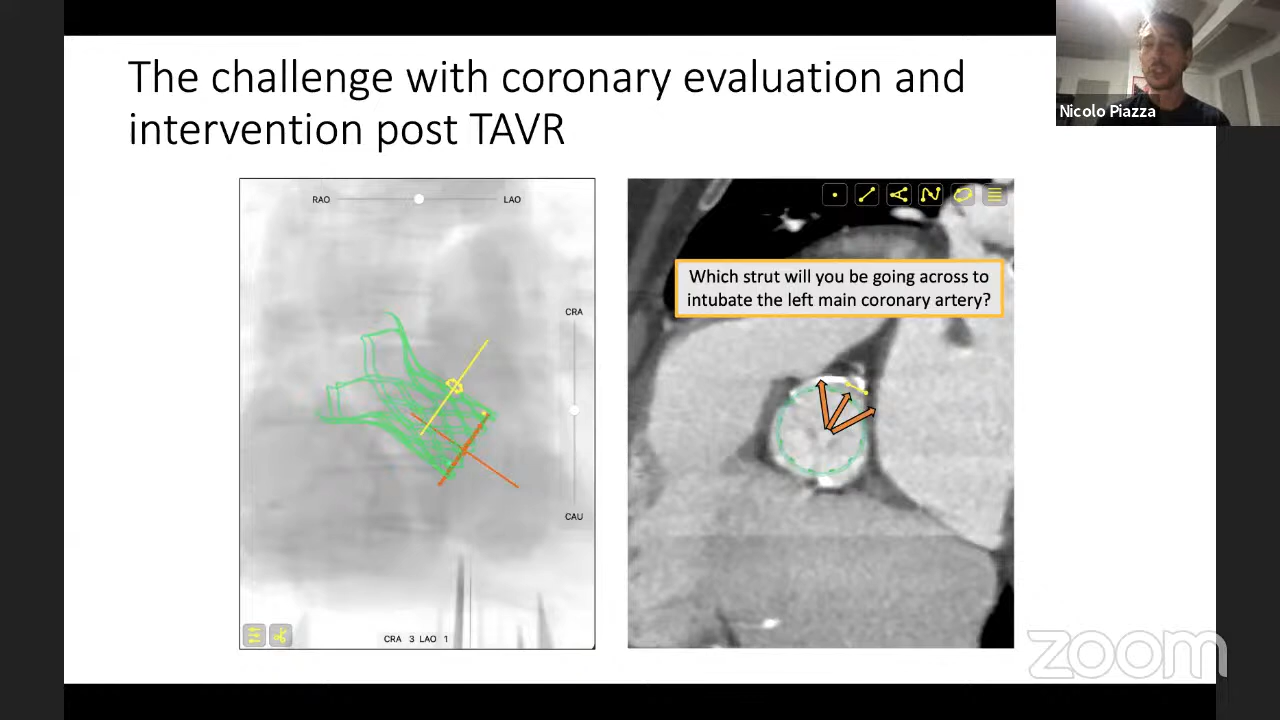 The challenge with coronary evaluation and
intervention post TAVR
Nicolo Piazza
RAO
LAO
CRA
CAU
CRA 3 LAO 1
Which strut will you be going across to
intubate the left main coronary artery?
zoom